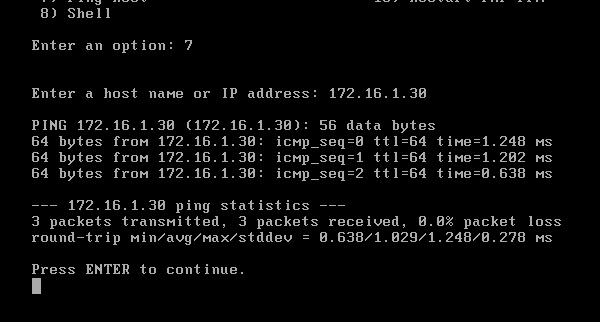 8) Shell
Enter an option: 7
Enter a host name or IP address: 172.16.1.30
PING 172.16.1.30 (172.16.1.30): 56 data bytes
64 bytes from 172.16.1.30: icmp_seq=0 ttl=64 time=1.248 ms
64 bytes from 172.16.1.30: icmp_seq=1 ttl=64 time=1.202 ms
64 bytes from 172.16.1.30: icmp_seq=2 ttl=64 time=0.638 ms
--- 172.16.1.30 ping statistics ---
3 packets transmitted, 3 packets received, 0.0% packet loss
round-trip min/avg/max/stddev = 0.638/1.029/1.248/0.278 ms
Press ENTER to continue.